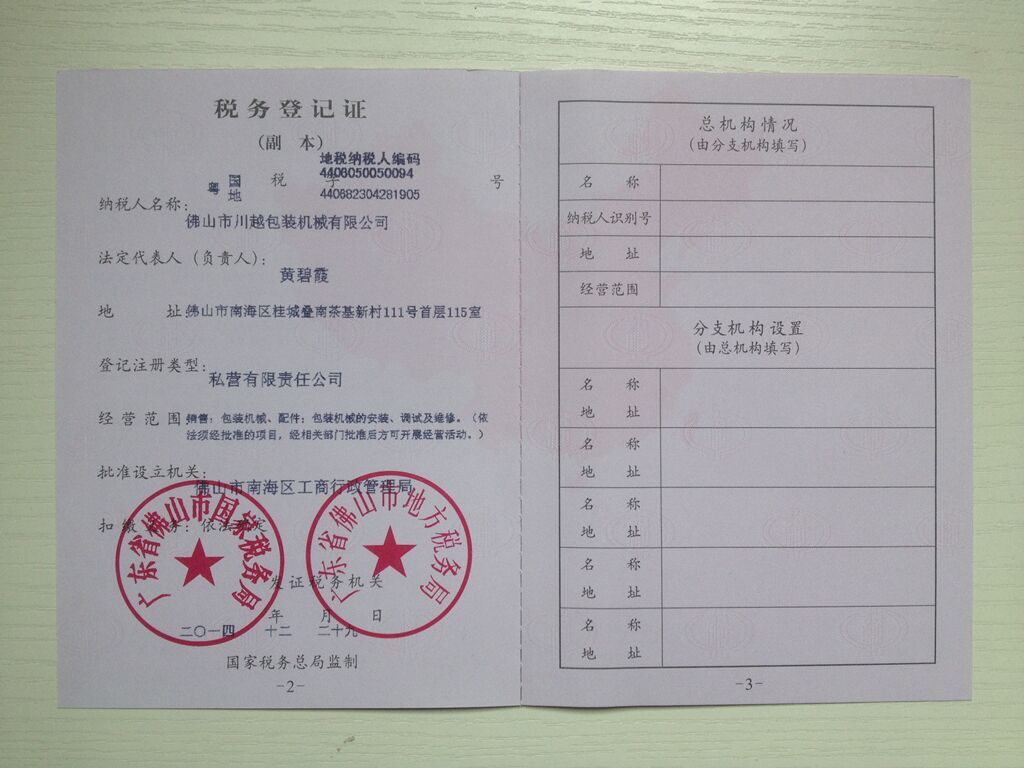 税务登记证
(副 本)
地税纳税人编码
4406050050094
粤 国 税 字 号
地 440682304281905
纳税人名称:
佛山市川越包装机械有限公司
法定代表人(负责人):
黄碧霞
地 址:佛山市南海区桂城叠南茶基新村111号首层115室
登记注册类型:
私营有限责任公司
经营范围:销售:包装机械、配件;包装机械的安装、调试及维修。(依
法须经批准的项目,经相关部门批准后方可开展经营活动。)
批准设立机关:
佛山市南海区工商行政管理局
扣缴义务:依法确定
广东省佛山市国家税务局
广东省佛山市地方税务局
发证税务机关
年 月 日
二〇一四 十二 二十九
国家税务总局监制
-2-
总机构情况
(由分支机构填写)
名 称
纳税人识别号
地 址
经营范围
分支机构设置
(由总机构填写)
名 称
地 址
名 称
地 址
名 称
地 址
名 称
地 址
名 称
地 址
-3-